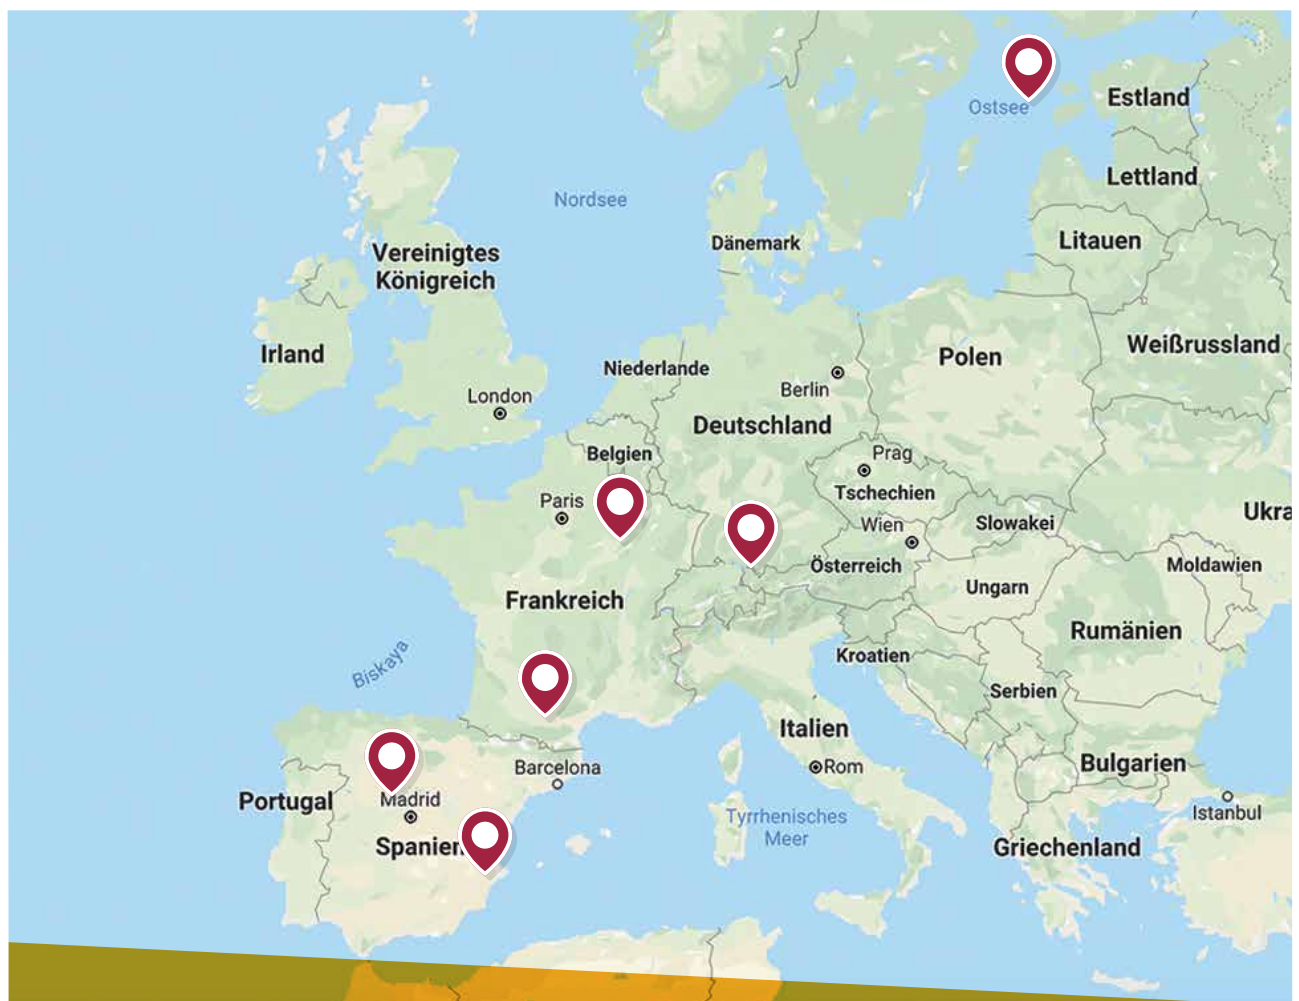 Estland
Ostsee
Lettland
Nordsee
Litauen
Dänemark
Vereinigtes
Königreich
Irland
Weißrussland
Polen
Niederlande
Berlin
London
Deutschland
Belgien
Prag
Tschechien
Paris
Ukra
Slowakei
Wien
Österreich
Moldawien
Ungarn
Frankreich
Rumänien
Kroatien
Biskaya
Serbien
Italien
Bulgarien
Barcelona
Rom
Madrid
Portugal
Istanbul
Tyrrhenisches
Meer
Spanien
Griechenland